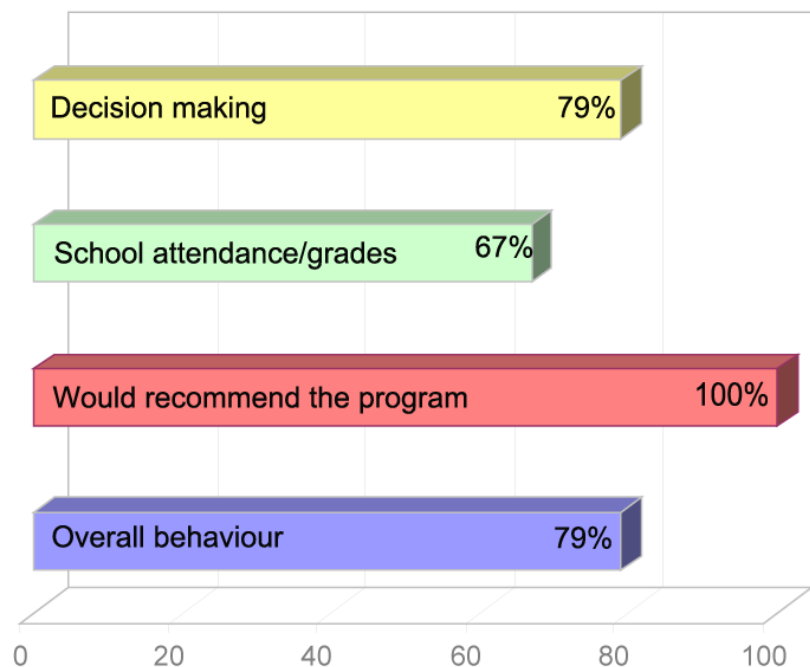 Decision making 79%
School attendance/grades 67%
Would recommend the program 100%
Overall behaviour 79%
0 20 40 60 80 100